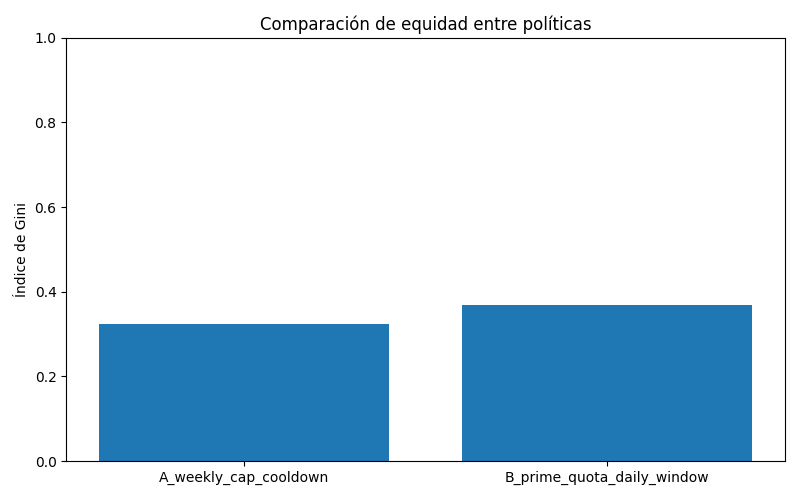 Comparación de equidad entre políticas
Índice de Gini
1.0
0.8
0.6
0.4
0.2
0.0
A_weekly_cap_cooldown
B_prime_quota_daily_window